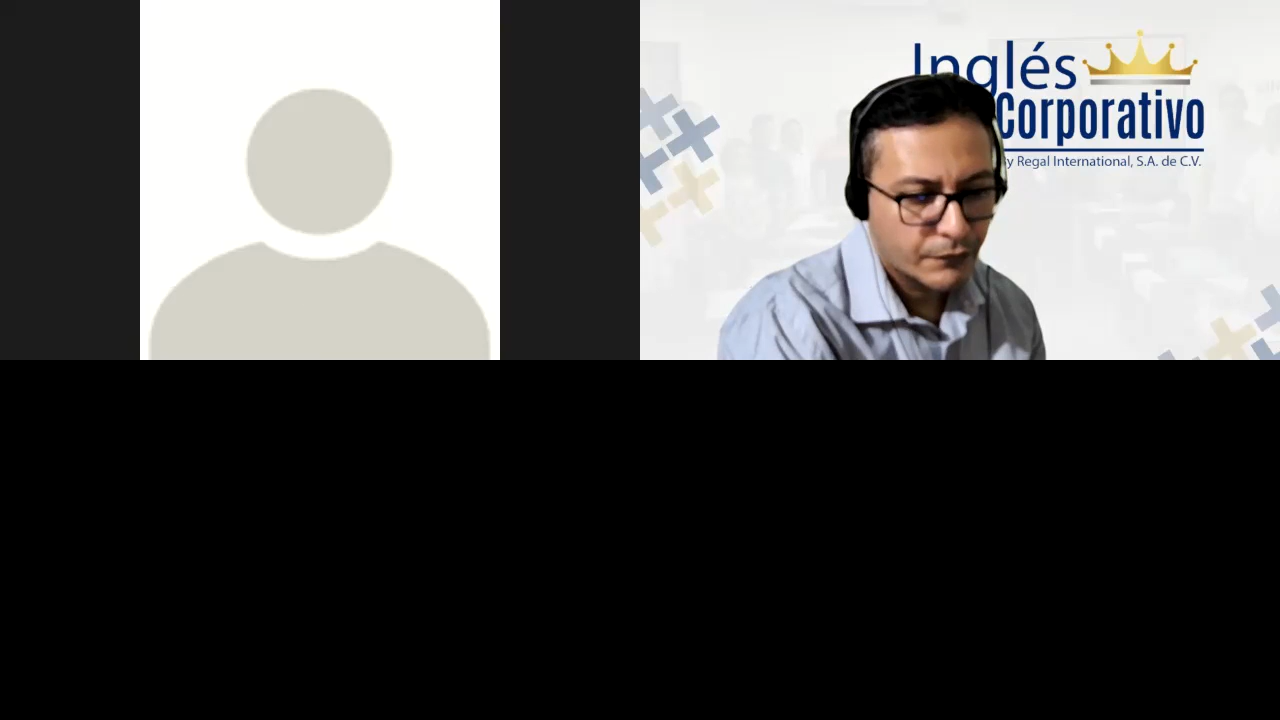 Inglés
Corporativo
y Regal International, S.A. de C.V.